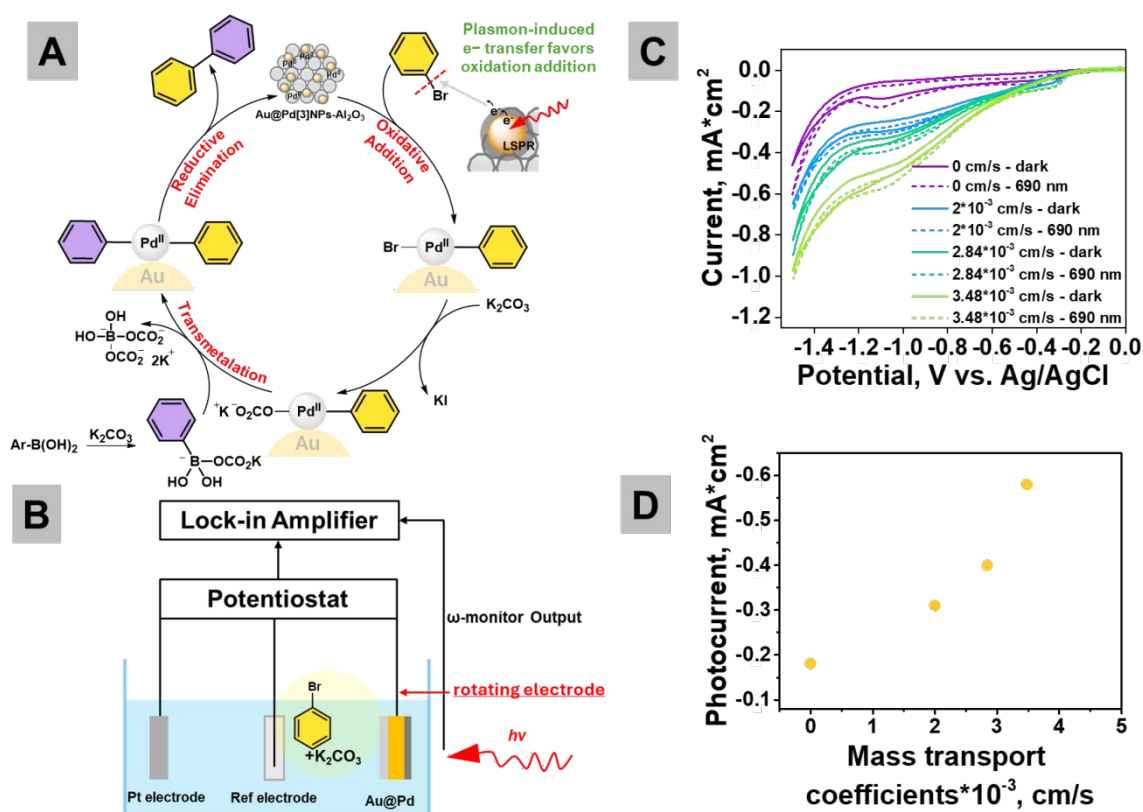 A
Plasmon-induced
e− transfer favors
oxidation addition
Br
Pd⁰
Pd⁰
Pd⁰
Pd⁰
Au@Pd[3]NPs-Al₂O₃
e⁻
e⁻
LSPR
Reductive
Elimination
Oxidative
Addition
Pdᴵᴵ
Au
Br
Pdᴵᴵ
Au
K₂CO₃
KI
Transmetalation
OH
HO-B-OCO₂⁻
OCO₂⁻ 2K⁺
⁺K⁻O₂CO
Pdᴵᴵ
Au
Ar-B(OH)₂
K₂CO₃
B-OCO₂K
HO OH
B
Lock-in Amplifier
Potentiostat
ω-monitor Output
rotating electrode
Br
+K₂CO₃
hv
Pt electrode
Ref electrode
Au@Pd
C
Current, mA*cm²
0.0
-0.2
-0.4
-0.6
-0.8
-1.0
-1.2
0 cm/s - dark
0 cm/s - 690 nm
2*10⁻³ cm/s - dark
2*10⁻³ cm/s - 690 nm
2.84*10⁻³ cm/s - dark
2.84*10⁻³ cm/s - 690 nm
3.48*10⁻³ cm/s - dark
3.48*10⁻³ cm/s - 690 nm
-1.4 -1.2 -1.0 -0.8 -0.6 -0.4 -0.2 0.0
Potential, V vs. Ag/AgCl
D
Photocurrent, mA*cm²
-0.6
-0.5
-0.4
-0.3
-0.2
-0.1
0 1 2 3 4 5
Mass transport
coefficients*10⁻³, cm/s